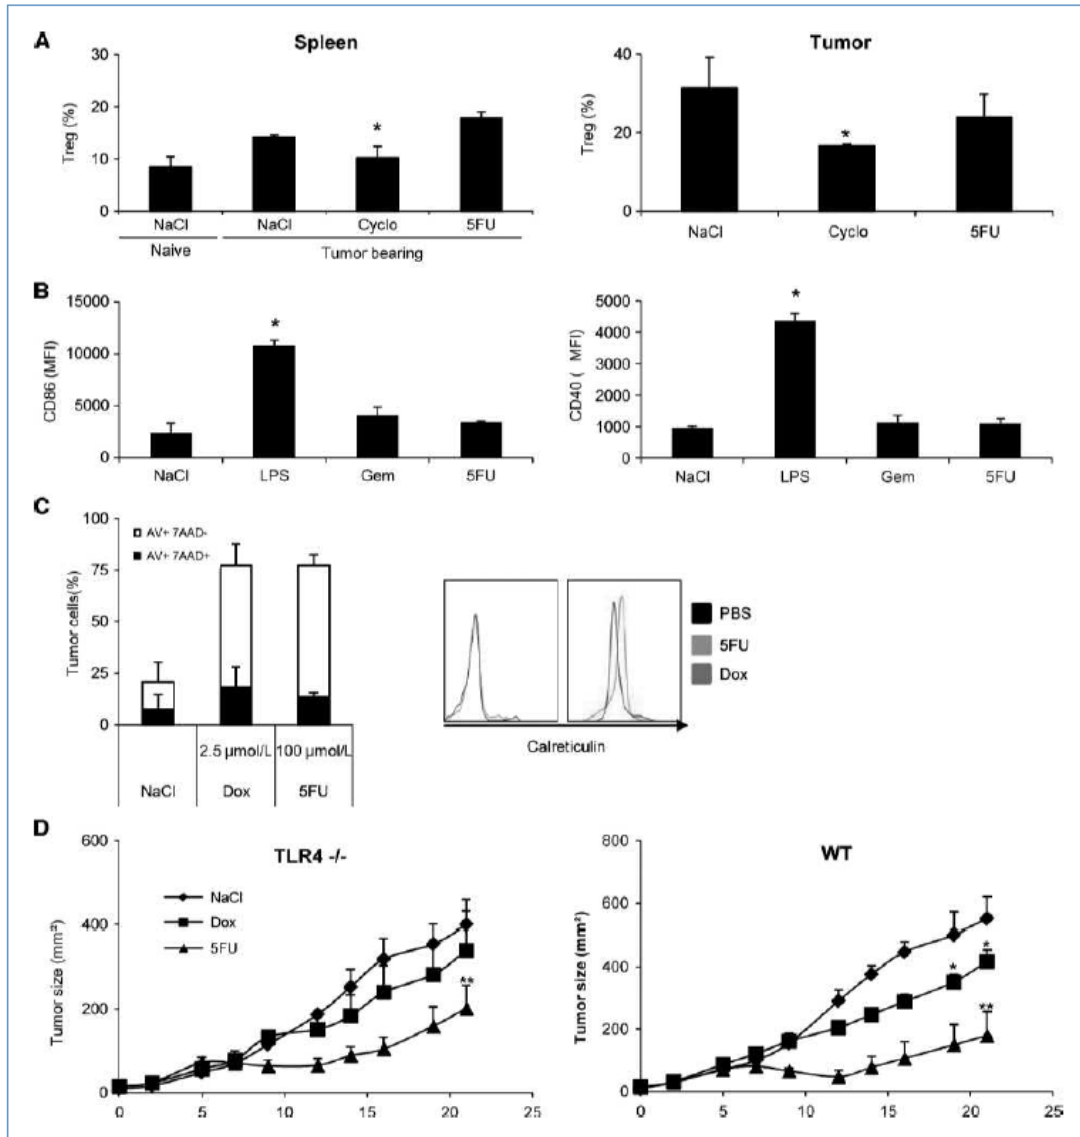 A
Spleen
Tumor
Treg (%)
30
20
10
0
*
NaCl
NaCl
Cyclo
5FU
Naive
Tumor bearing
Treg (%)
40
20
0
*
NaCl
Cyclo
5FU
B
CD86 (MFI)
15000
10000
5000
0
*
NaCl
LPS
Gem
5FU
CD40 ( MFI)
5000
4000
3000
2000
1000
0
*
NaCl
LPS
Gem
5FU
C
Tumor cells(%)
100
75
50
25
0
AV+ 7AAD-
AV+ 7AAD+
2.5 µmol/L
100 µmol/L
NaCl
Dox
5FU
Calreticulin
PBS
5FU
Dox
D
TLR4 -/-
Tumor size (mm²)
600
400
200
0
NaCl
Dox
5FU
**
0
5
10
15
20
25
WT
Tumor size (mm²)
800
600
400
200
0
*
*
**
0
5
10
15
20
25